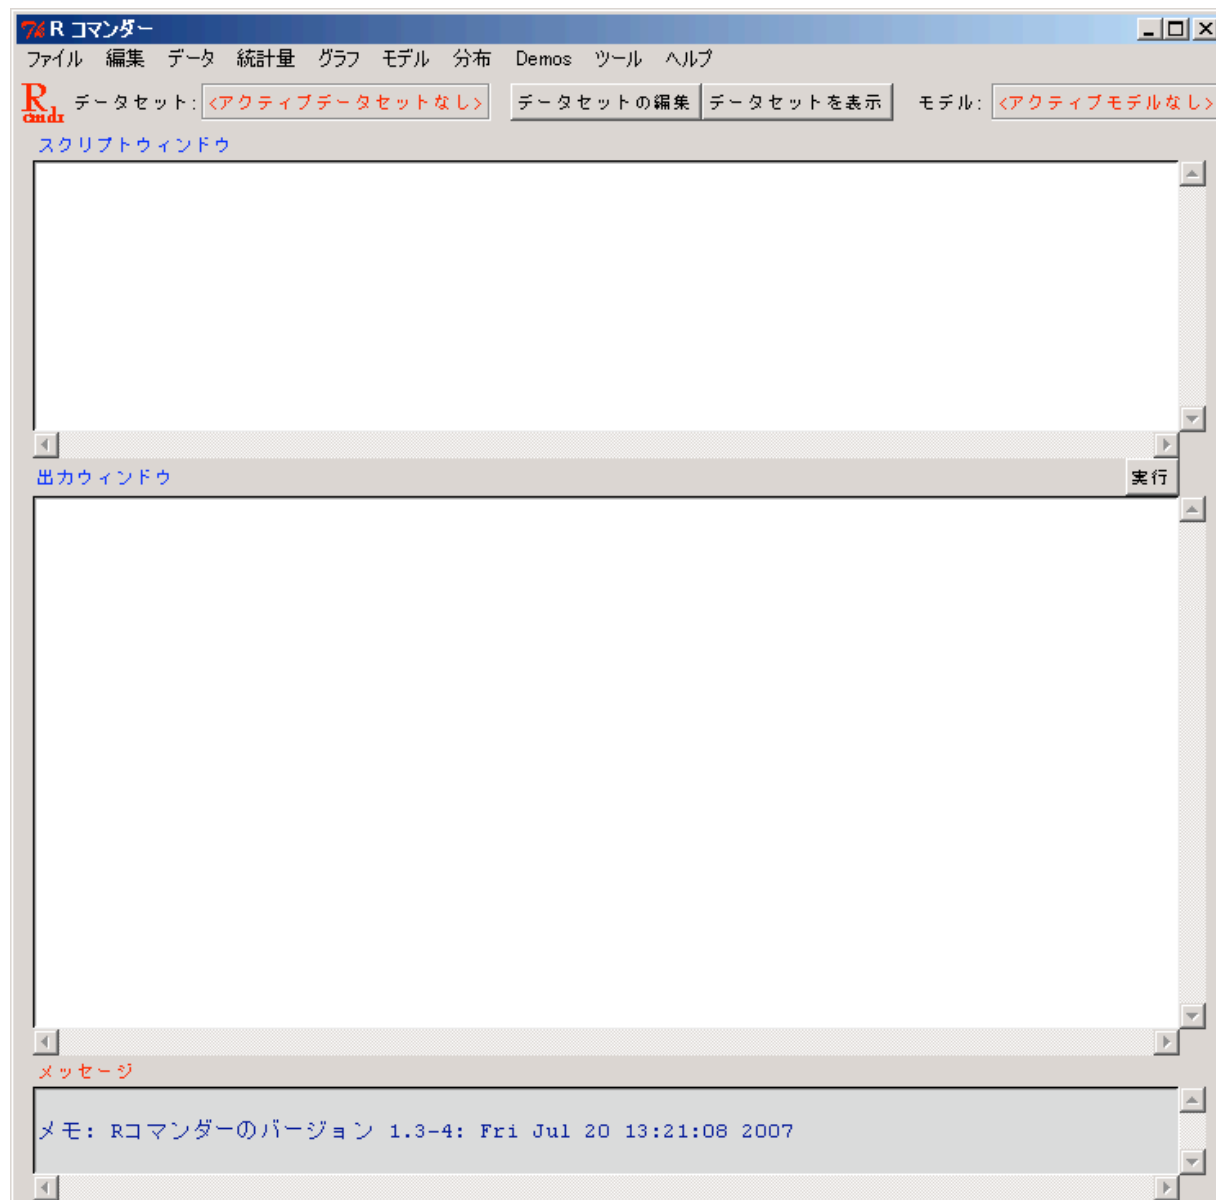 R コマンダー
ファイル 編集 データ 統計量 グラフ モデル 分布 Demos ツール ヘルプ
R cmdr データセット: <アクティブデータセットなし> データセットの編集 データセットを表示 モデル: <アクティブモデルなし>
スクリプトウィンドウ
出力ウィンドウ 実行
メッセージ
メモ: Rコマンダーのバージョン 1.3-4: Fri Jul 20 13:21:08 2007